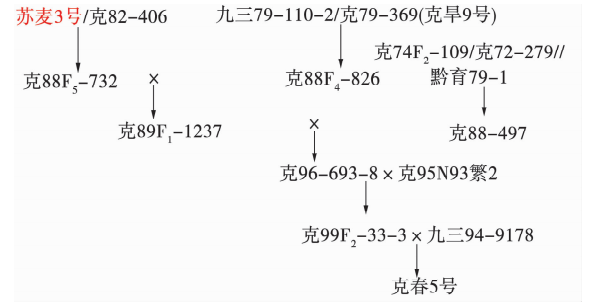 苏麦3号/克82-406
九三79-110-2/克79-369(克旱9号)
克74F2-109/克72-279//
黔育79-1
克88F5-732
×
克88F4-826
克89F1-1237
×
克88-497
克96-693-8×克95N93繁2
克99F2-33-3×九三94-9178
克春5号